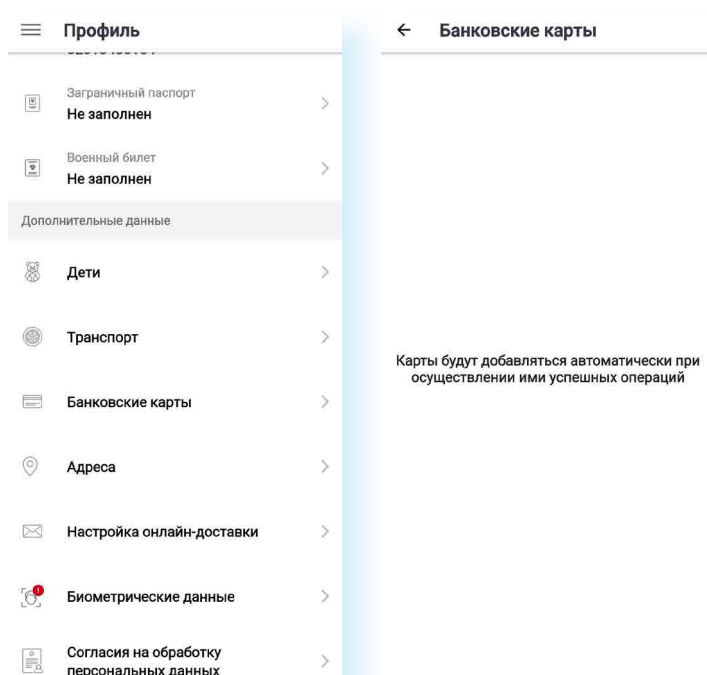 Профиль
Заграничный паспорт
Не заполнен
Военный билет
Не заполнен
Дополнительные данные
Дети
Транспорт
Банковские карты
Адреса
Настройка онлайн-доставки
Биометрические данные
Согласия на обработку
персональных данных
Банковские карты
Карты будут добавляться автоматически при
осуществлении ими успешных операций